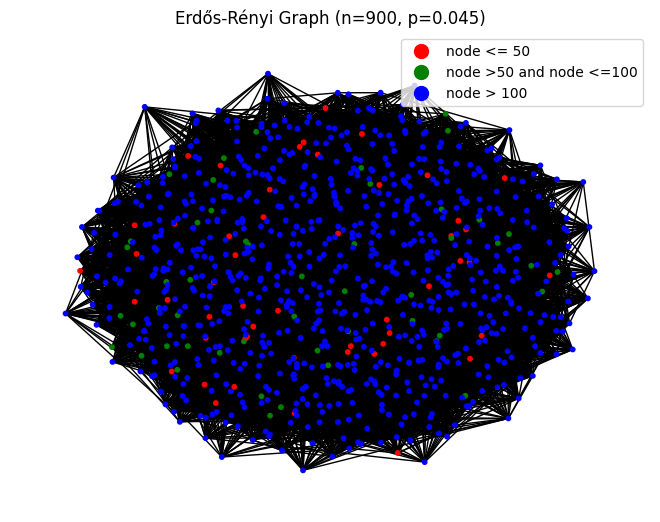 Erdős-Rényi Graph (n=900, p=0.045)
node <= 50
node >50 and node <=100
node > 100